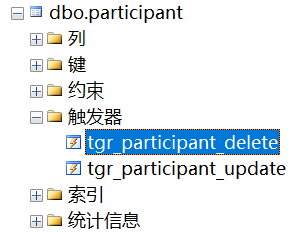 dbo.participant
列
键
约束
触发器
tgr_participant_delete
tgr_participant_update
索引
统计信息